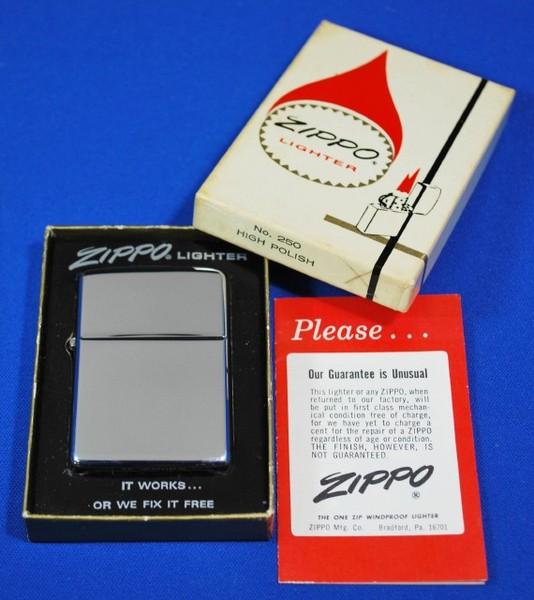 ZIPPO®
LIGHTER
No. 250
HIGH POLISH
ZIPPO® LIGHTER
IT WORKS...
OR WE FIX IT FREE
Please...
Our Guarantee is Unusual
This lighter or any ZIPPO, when
returned to our factory, will
be put in first class mechan-
ical condition free of charge,
for we have yet to charge a
cent for the repair of a ZIPPO
regardless of age or condition.
THE FINISH, HOWEVER, IS
NOT GUARANTEED.
ZIPPO
®
THE ONE ZIP WINDPROOF LIGHTER
ZIPPO Mfg. Co. Bradford, Pa. 16701